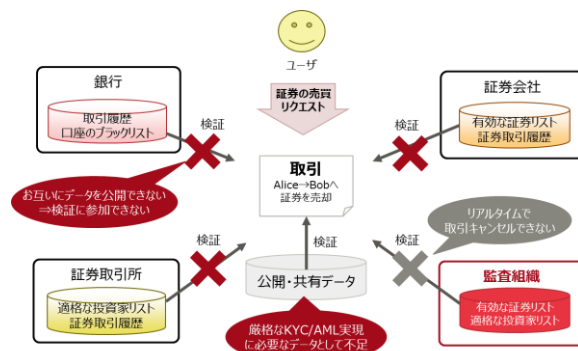 ユーザ
証券の売買
リクエスト
銀行
取引履歴
口座のブラックリスト
検証
証券会社
有効な証券リスト
証券取引履歴
検証
取引
Alice→Bobへ
証券を売却
お互いにデータを公開できない
⇒検証に参加できない
リアルタイムで
取引キャンセルできない
検証
検証
検証
証券取引所
適格な投資家リスト
証券取引履歴
公開・共有データ
監査組織
有効な証券リスト
適格な投資家リスト
厳格なKYC/AML実現
に必要なデータとして不足